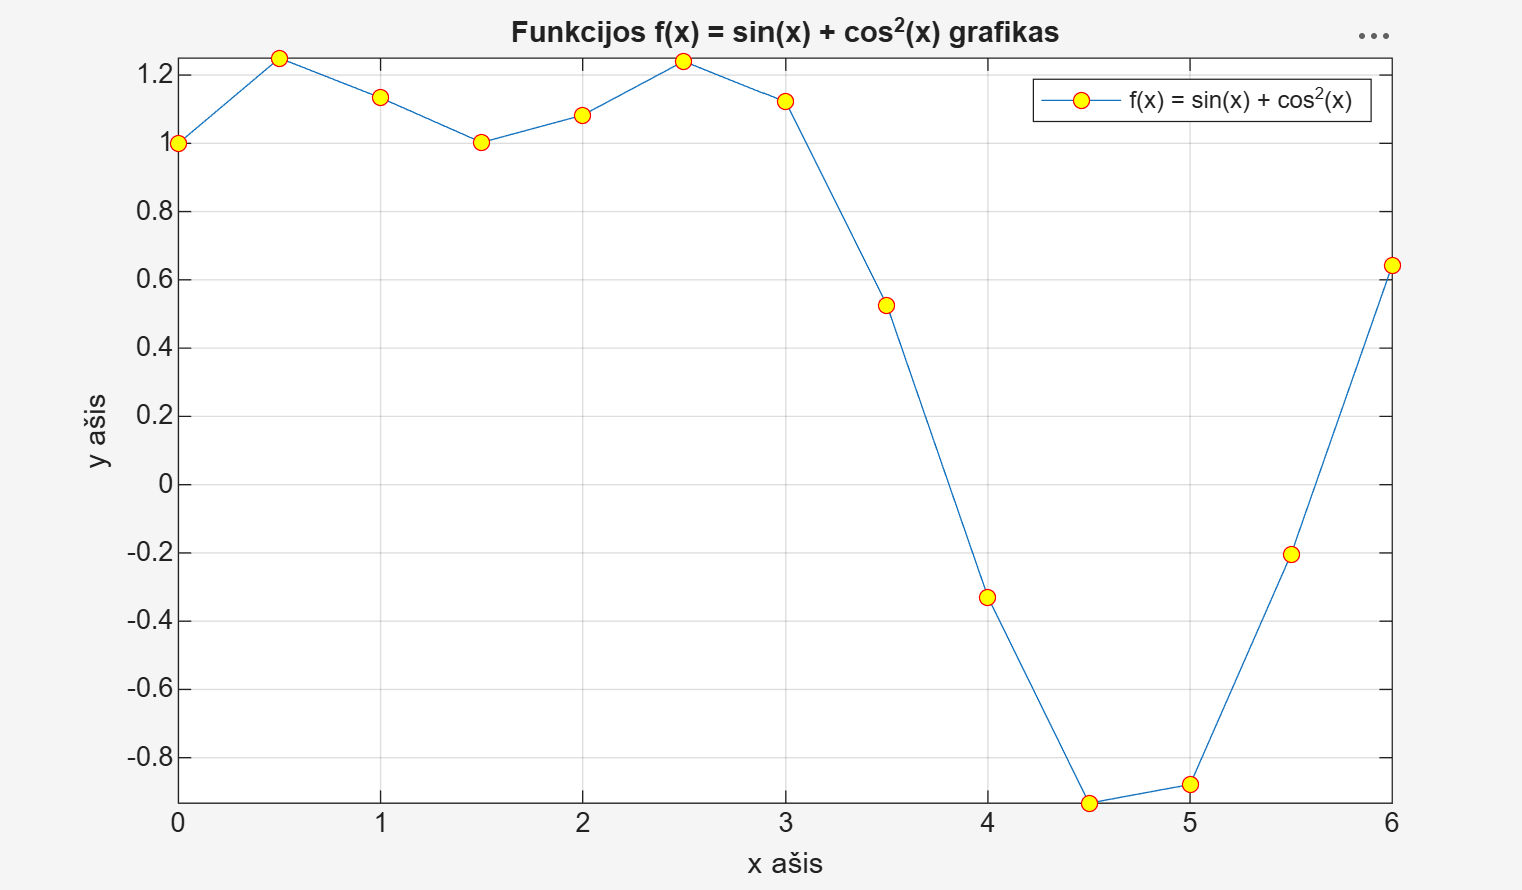 Funkcijos f(x) = sin(x) + cos²(x) grafikas
f(x) = sin(x) + cos²(x)
1.2
1
0.8
0.6
0.4
0.2
0
-0.2
-0.4
-0.6
-0.8
y ašis
0 1 2 3 4 5 6
x ašis